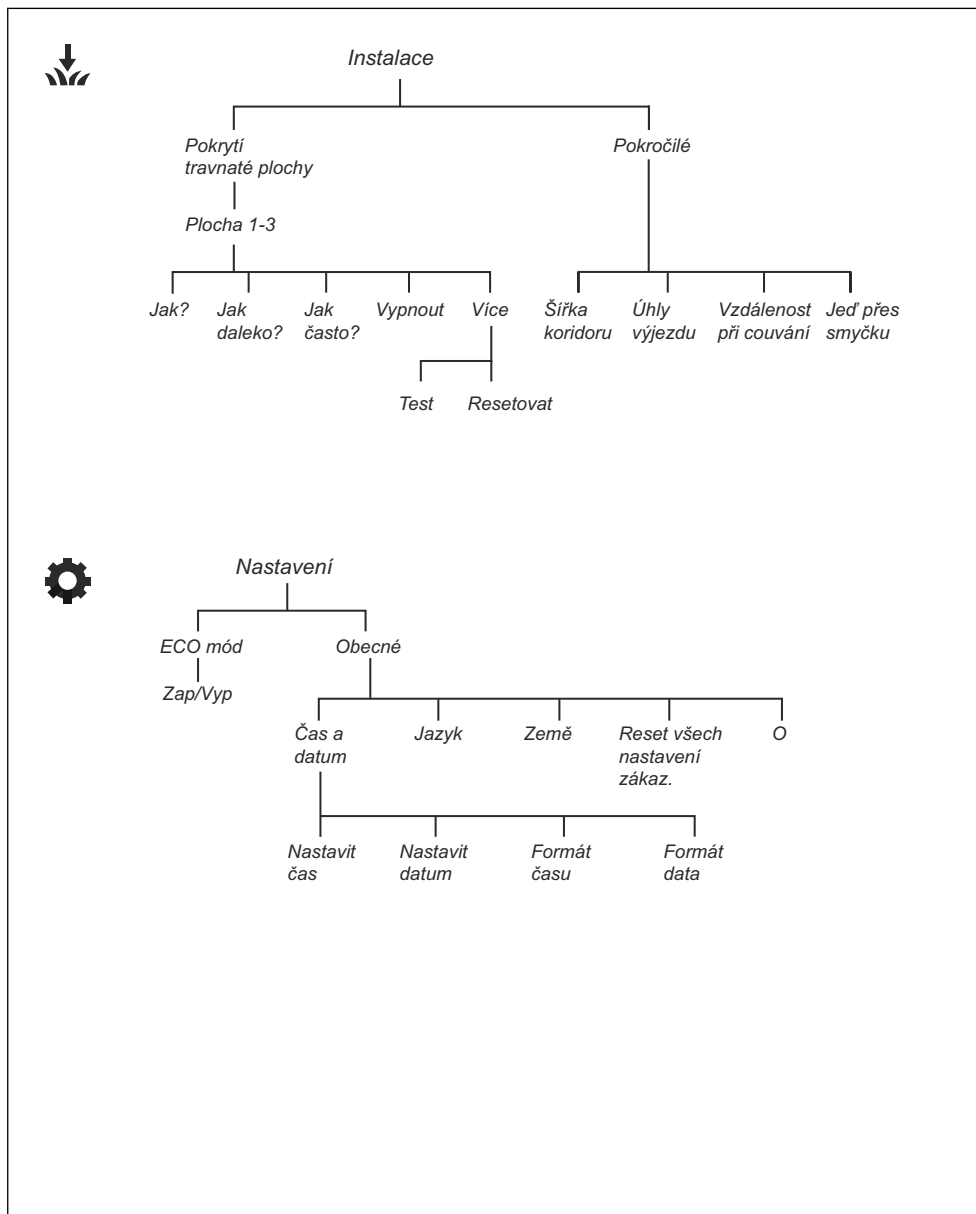 Instalace
Pokrytí
travnaté plochy
Pokročilé
Plocha 1-3
Jak?
Jak
daleko?
Jak
často?
Vypnout
Více
Šířka
koridoru
Úhly
výjezdu
Vzdálenost
při couvání
Jeď přes
smyčku
Test
Resetovat
Nastavení
ECO mód
Obecné
Zap/Vyp
Čas a
datum
Jazyk
Země
Reset všech
nastavení
zákaz.
O
Nastavit
čas
Nastavit
datum
Formát
času
Formát
data